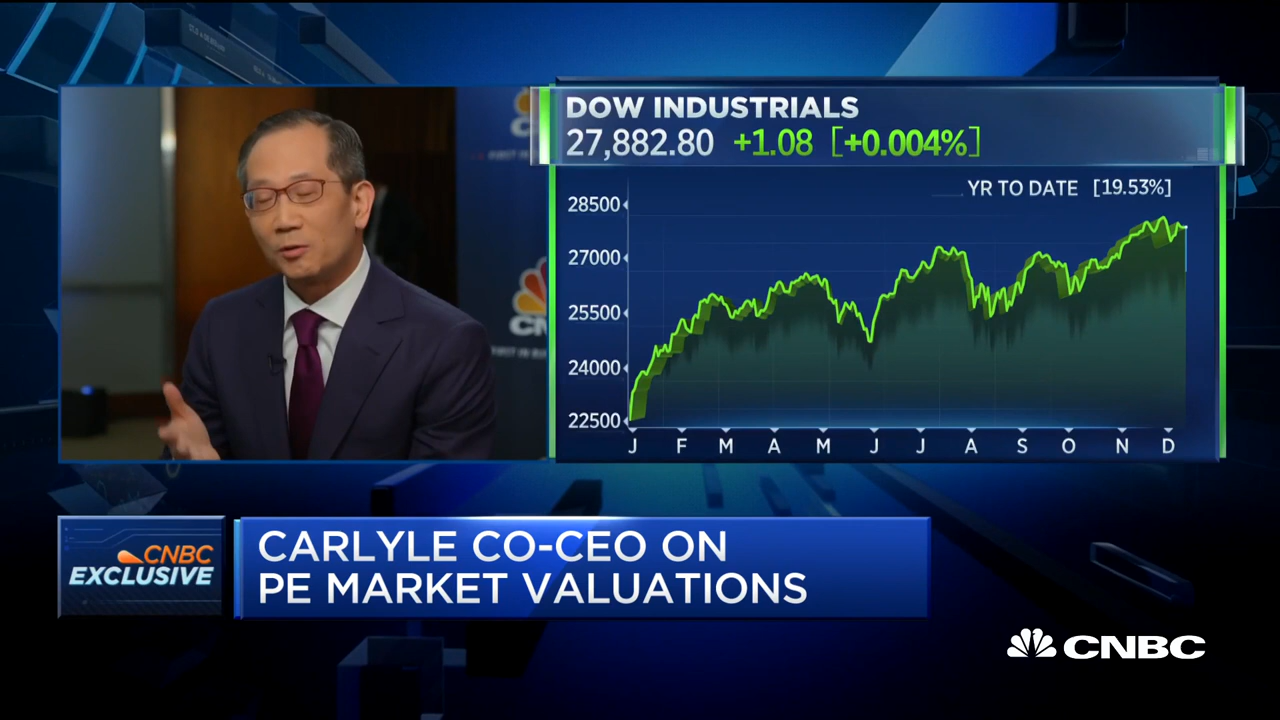 DOW INDUSTRIALS
27,882.80 +1.08 [+0.004%]
YR TO DATE [19.53%]
28500
27000
25500
24000
22500
J F M A M J J A S O N D
CNBC
EXCLUSIVE
CARLYLE CO-CEO ON
PE MARKET VALUATIONS
CNBC